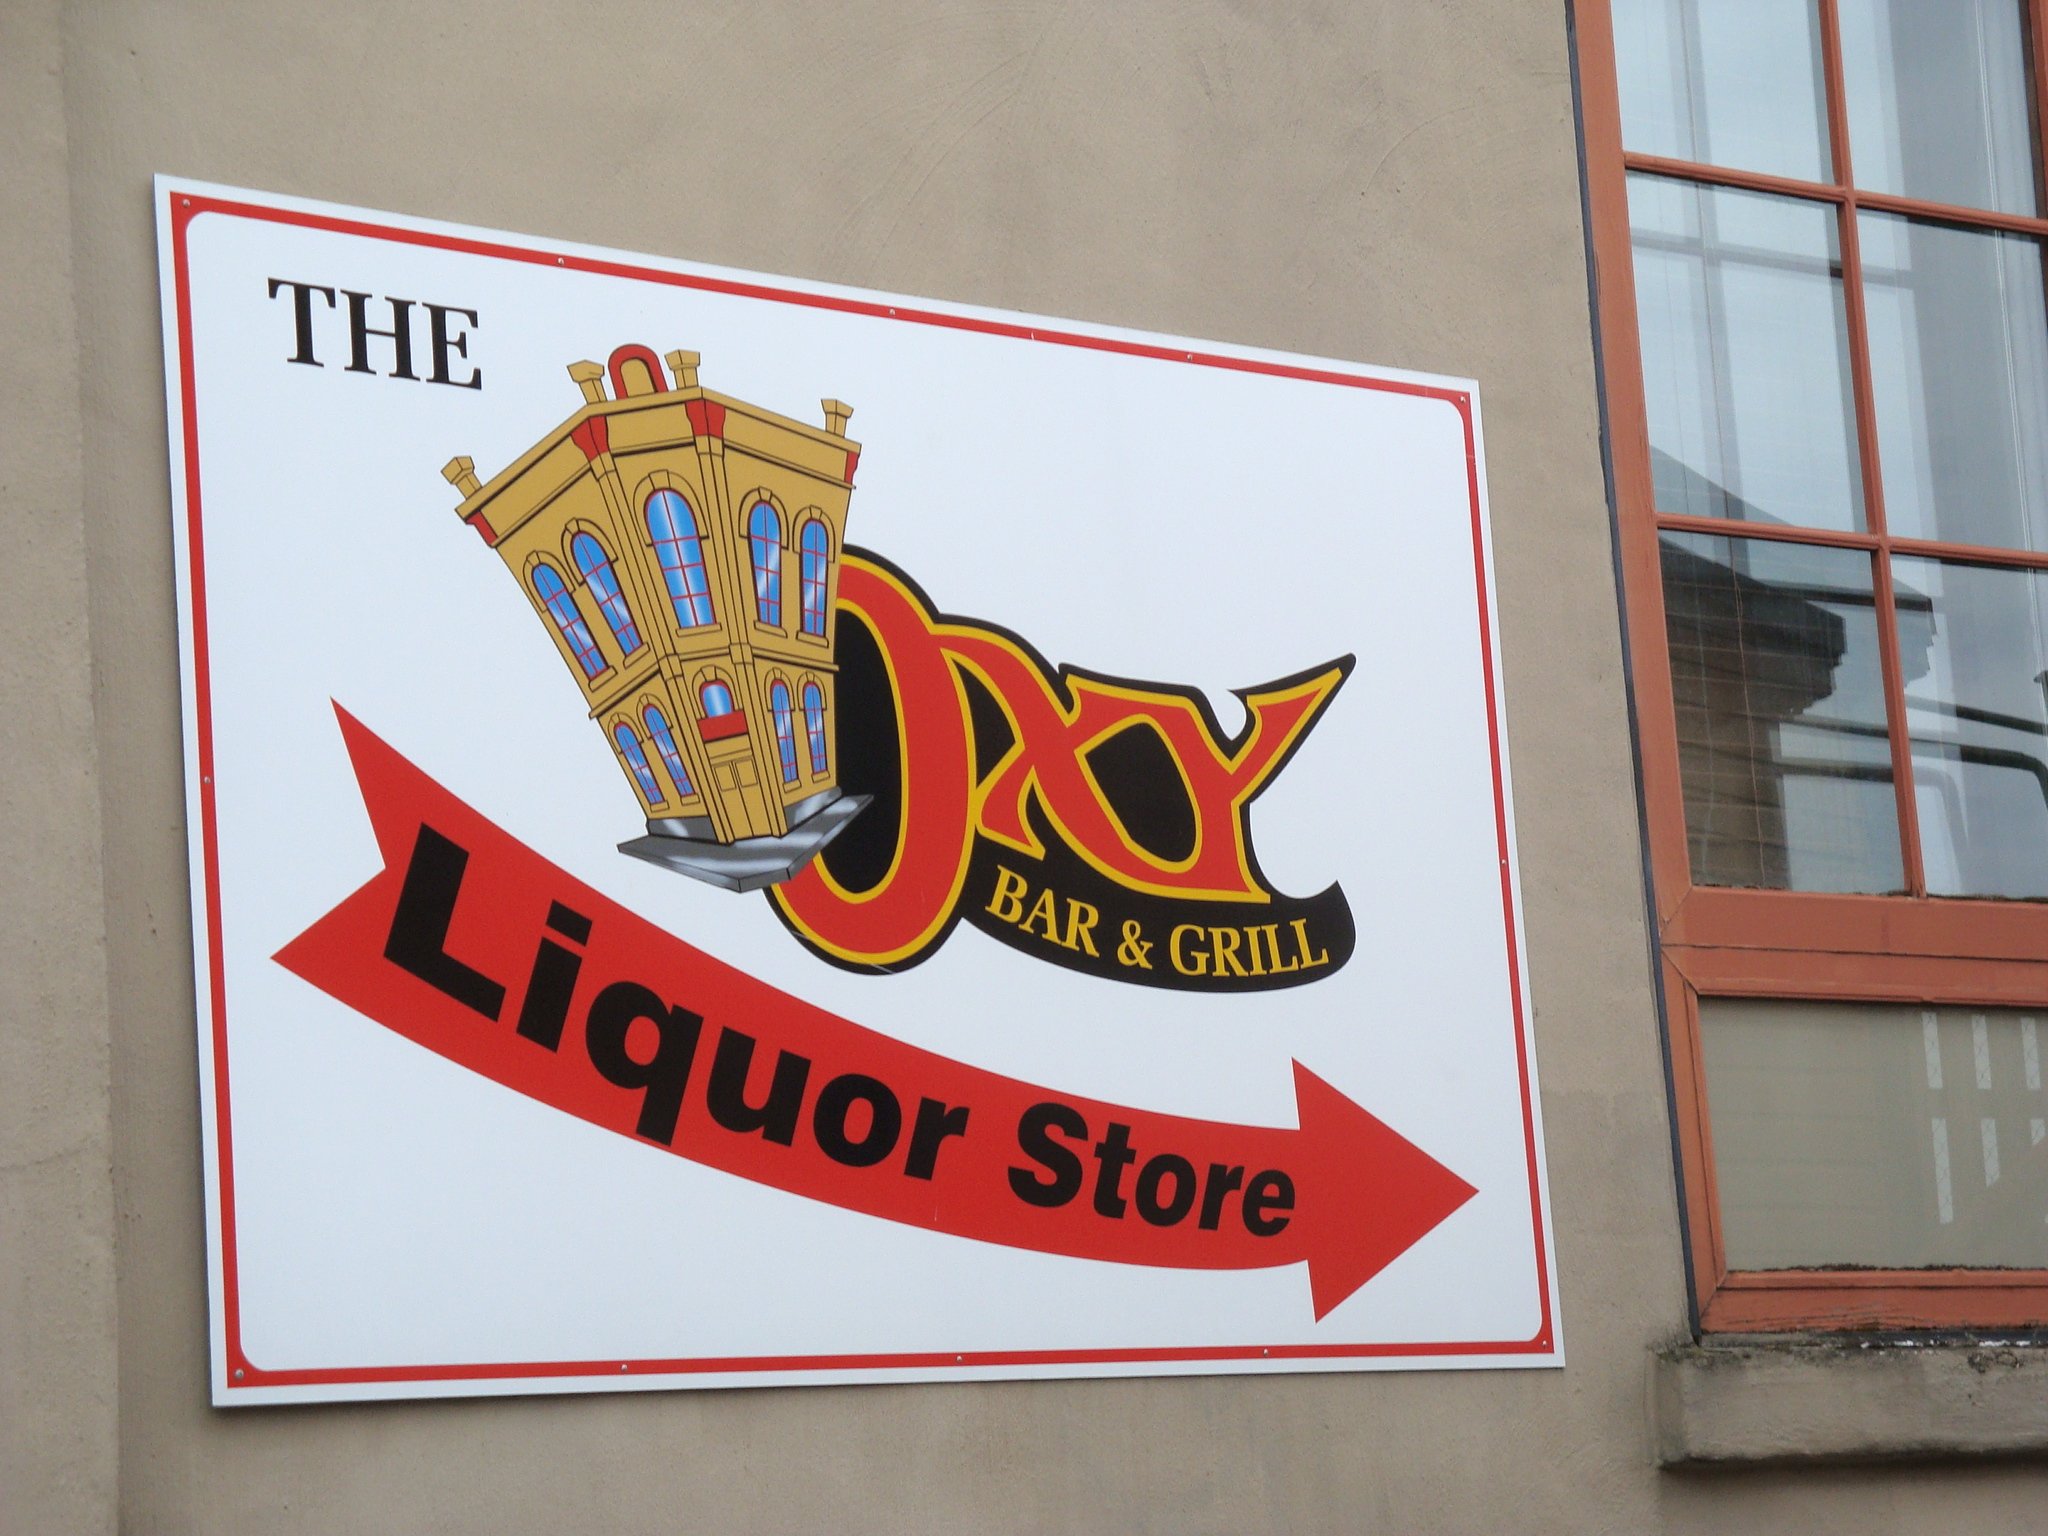 THE
OXY
BAR & GRILL
Liquor Store